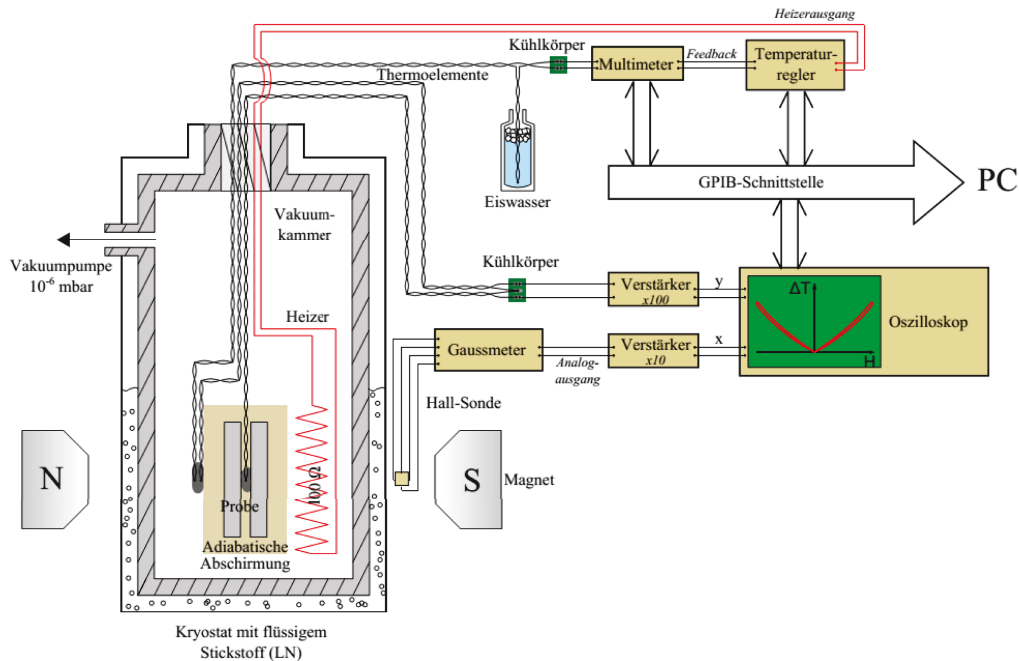 Heizerausgang
Kühlkörper
Thermoelemente
Multimeter
Feedback
Temperatur-
regler
Eiswasser
GPIB-Schnittstelle
PC
Vakuum-
kammer
Vakuumpumpe
10⁻⁶ mbar
Kühlkörper
Verstärker
x100
y
ΔT
H
Oszilloskop
Heizer
Gaussmeter
Analog-
ausgang
Verstärker
x10
x
Hall-Sonde
N
S
Magnet
100 Ω
Probe
Adiabatische
Abschirmung
Kryostat mit flüssigem
Stickstoff (LN)